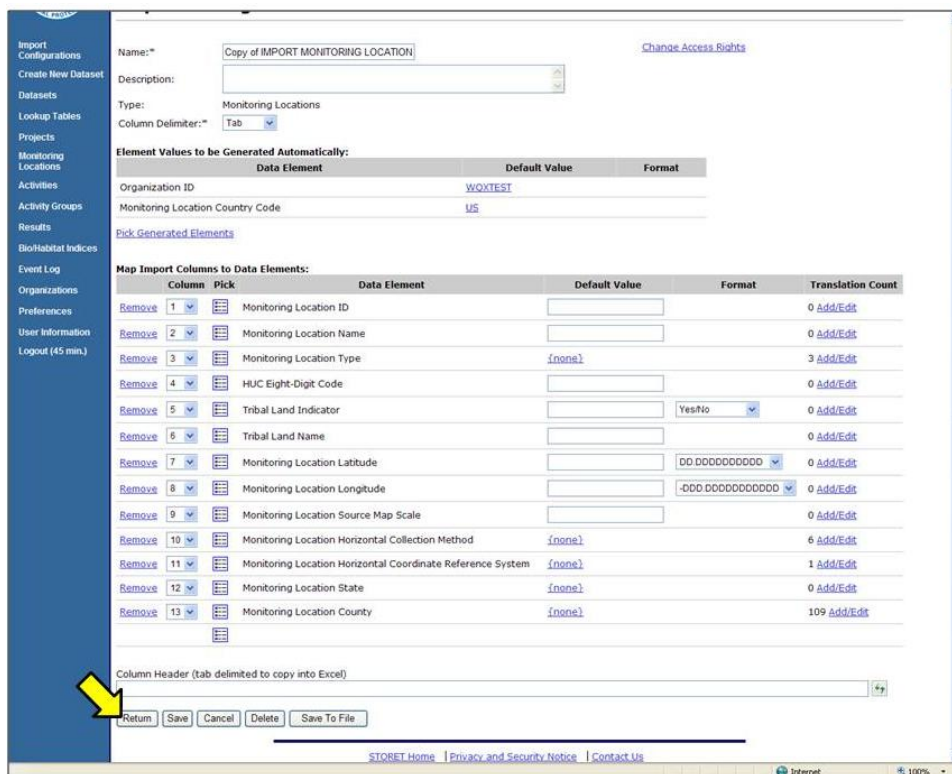 Import Configurations
Create New Dataset
Datasets
Lookup Tables
Projects
Monitoring Locations
Activities
Activity Groups
Results
Bio/Habitat Indices
Event Log
Organizations
Preferences
User Information
Logout (45 min.)
Name:* Copy of IMPORT MONITORING LOCATION Change Access Rights
Description:
Type: Monitoring Locations
Column Delimiter:* Tab
Element Values to be Generated Automatically:
Data Element Default Value Format
Organization ID WQXTEST
Monitoring Location Country Code US
Pick Generated Elements
Map Import Columns to Data Elements:
Column Pick Data Element Default Value Format Translation Count
Remove 1 Monitoring Location ID 0 Add/Edit
Remove 2 Monitoring Location Name 0 Add/Edit
Remove 3 Monitoring Location Type {none} 3 Add/Edit
Remove 4 HUC Eight-Digit Code 0 Add/Edit
Remove 5 Tribal Land Indicator Yes/No 0 Add/Edit
Remove 6 Tribal Land Name 0 Add/Edit
Remove 7 Monitoring Location Latitude DD.DDDDDDDDDD 0 Add/Edit
Remove 8 Monitoring Location Longitude -DDD.DDDDDDDDDDD 0 Add/Edit
Remove 9 Monitoring Location Source Map Scale 0 Add/Edit
Remove 10 Monitoring Location Horizontal Collection Method {none} 6 Add/Edit
Remove 11 Monitoring Location Horizontal Coordinate Reference System {none} 1 Add/Edit
Remove 12 Monitoring Location State {none} 0 Add/Edit
Remove 13 Monitoring Location County {none} 109 Add/Edit
Column Header (tab delimited to copy into Excel)
Return Save Cancel Delete Save To File
STORET Home | Privacy and Security Notice | Contact Us
Internet 100%